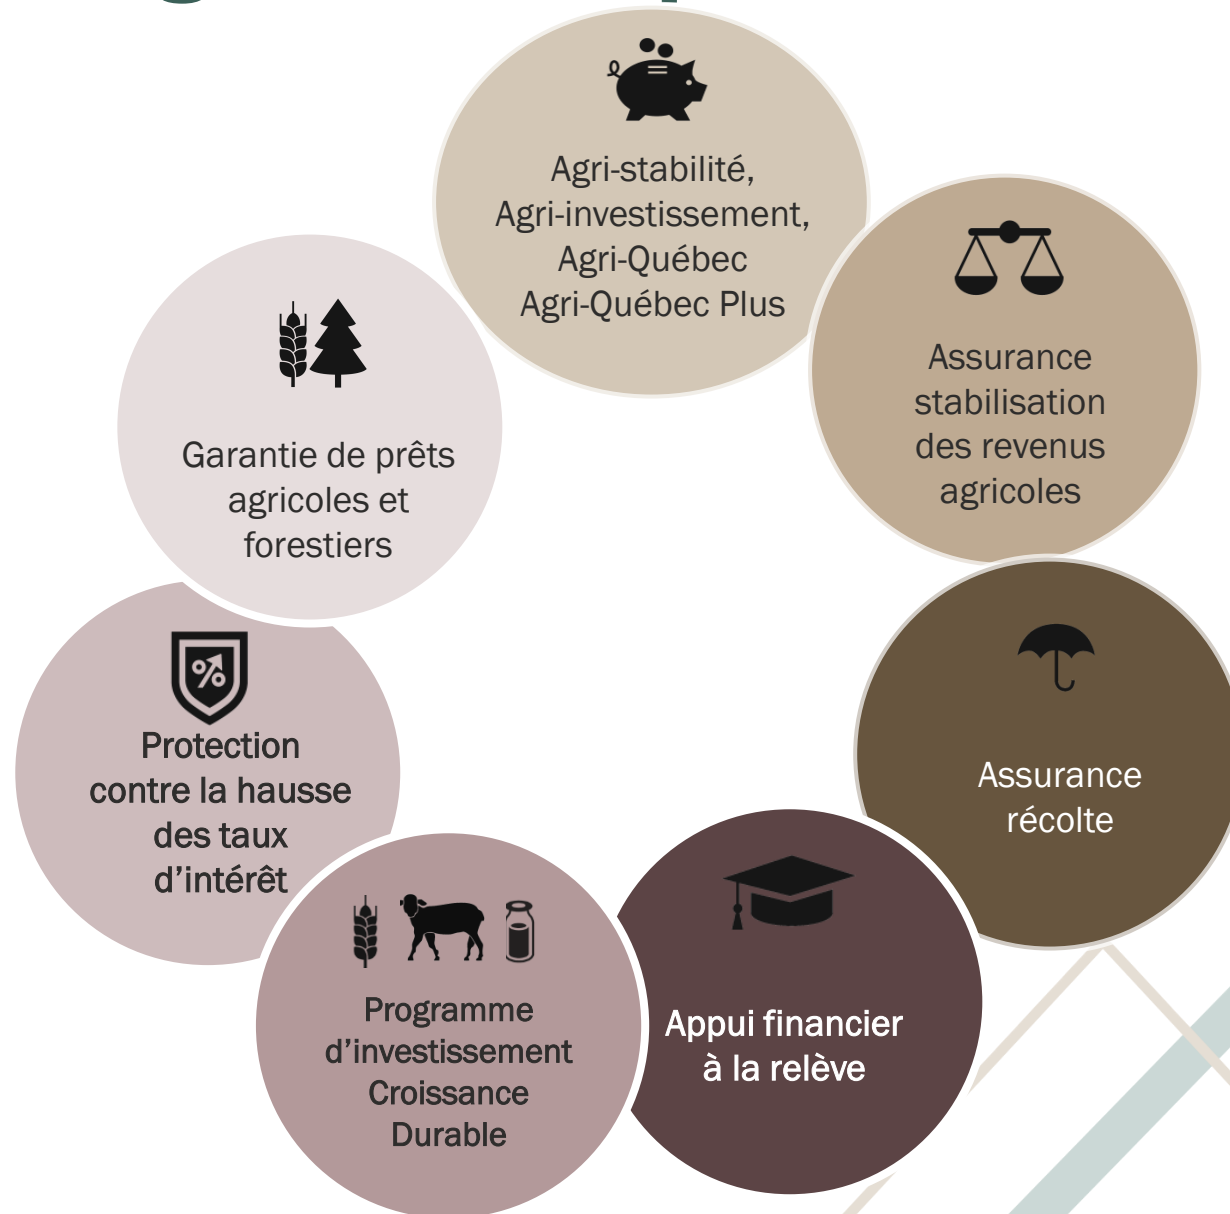 Agri-stabilité,
Agri-investissement,
Agri-Québec
Agri-Québec Plus
Assurance
stabilisation
des revenus
agricoles
Assurance
récolte
Appui financier
à la relève
Programme
d’investissement
Croissance
Durable
Protection
contre la hausse
des taux
d’intérêt
Garantie de prêts
agricoles et
forestiers